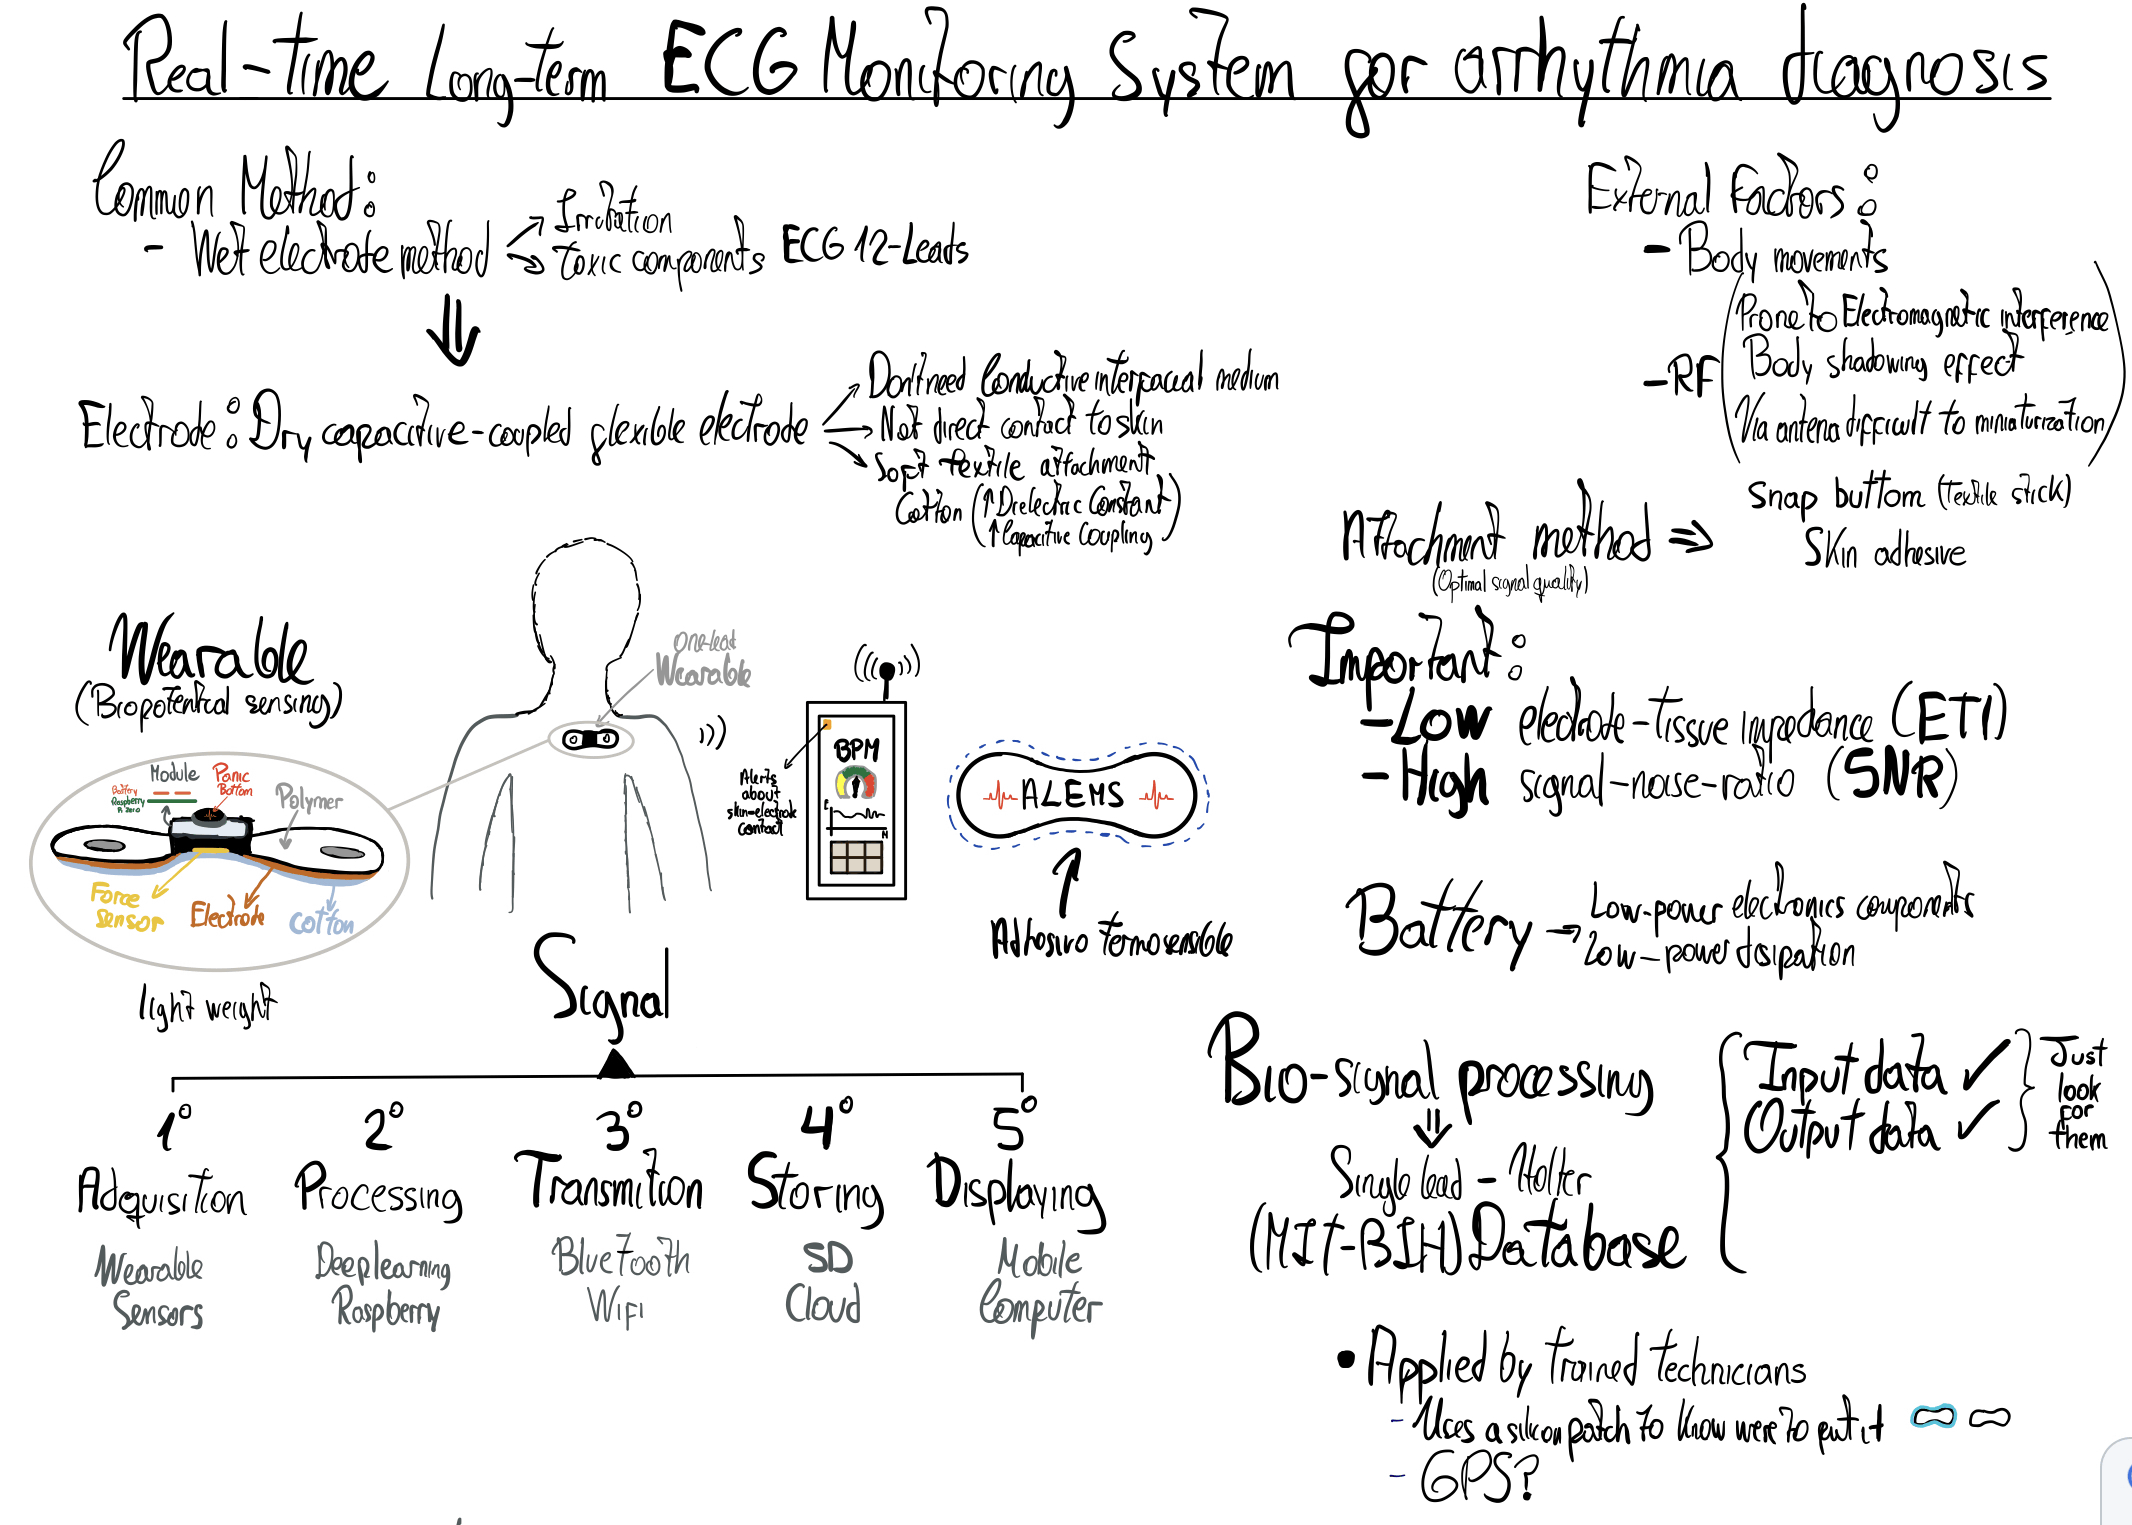 Real-time Long-term ECG Monitoring System for arrhythmia diagnosis
Common Method:
- Wet electrode method
Irritation
toxic components
ECG 12-Leads
Electrode: Dry capacitive-coupled flexible electrode
Don't need Conductive interfacial medium
Not direct contact to skin
Soft textile attachment
Cotton (↑ Dielectric Constant
↑ Capacitive Coupling)
Wearable
(Biopotential sensing)
Module
Panic
Bottom
Battery
Raspberry
Pi Zero
Polymer
Force
sensor
Electrode
Cotton
light weight
One-lead
Wearable
Alerts
about
skin-electrode
contact
BPM
ALEMS
Adhesivo termosensible
Signal
1° 2° 3° 4° 5°
Adquisition Processing Transmition Storing Displaying
Wearable Deeplearning Bluetooth SD Mobile
Sensors Raspberry Wifi Cloud Computer
External Factors:
- Body movements
- RF
(Prone to Electromagnetic interference
Body shadowing effect
Via antena difficult to miniaturization)
Attachment method ⇒
(Optimal signal quality)
Snap buttom (textile stick)
Skin adhesive
Important:
- Low electrode-tissue impedance (ETI)
- High signal-noise-ratio (SNR)
Battery →
Low-power electronics components
Low-power disipation
Bio-signal processing
Single lead - Holter
(MIT-BIH) Database
Input data ✓
Output data ✓
Just
look
for
them
• Applied by trained technicians
- Uses a silicon patch to know were to put it
- GPS?